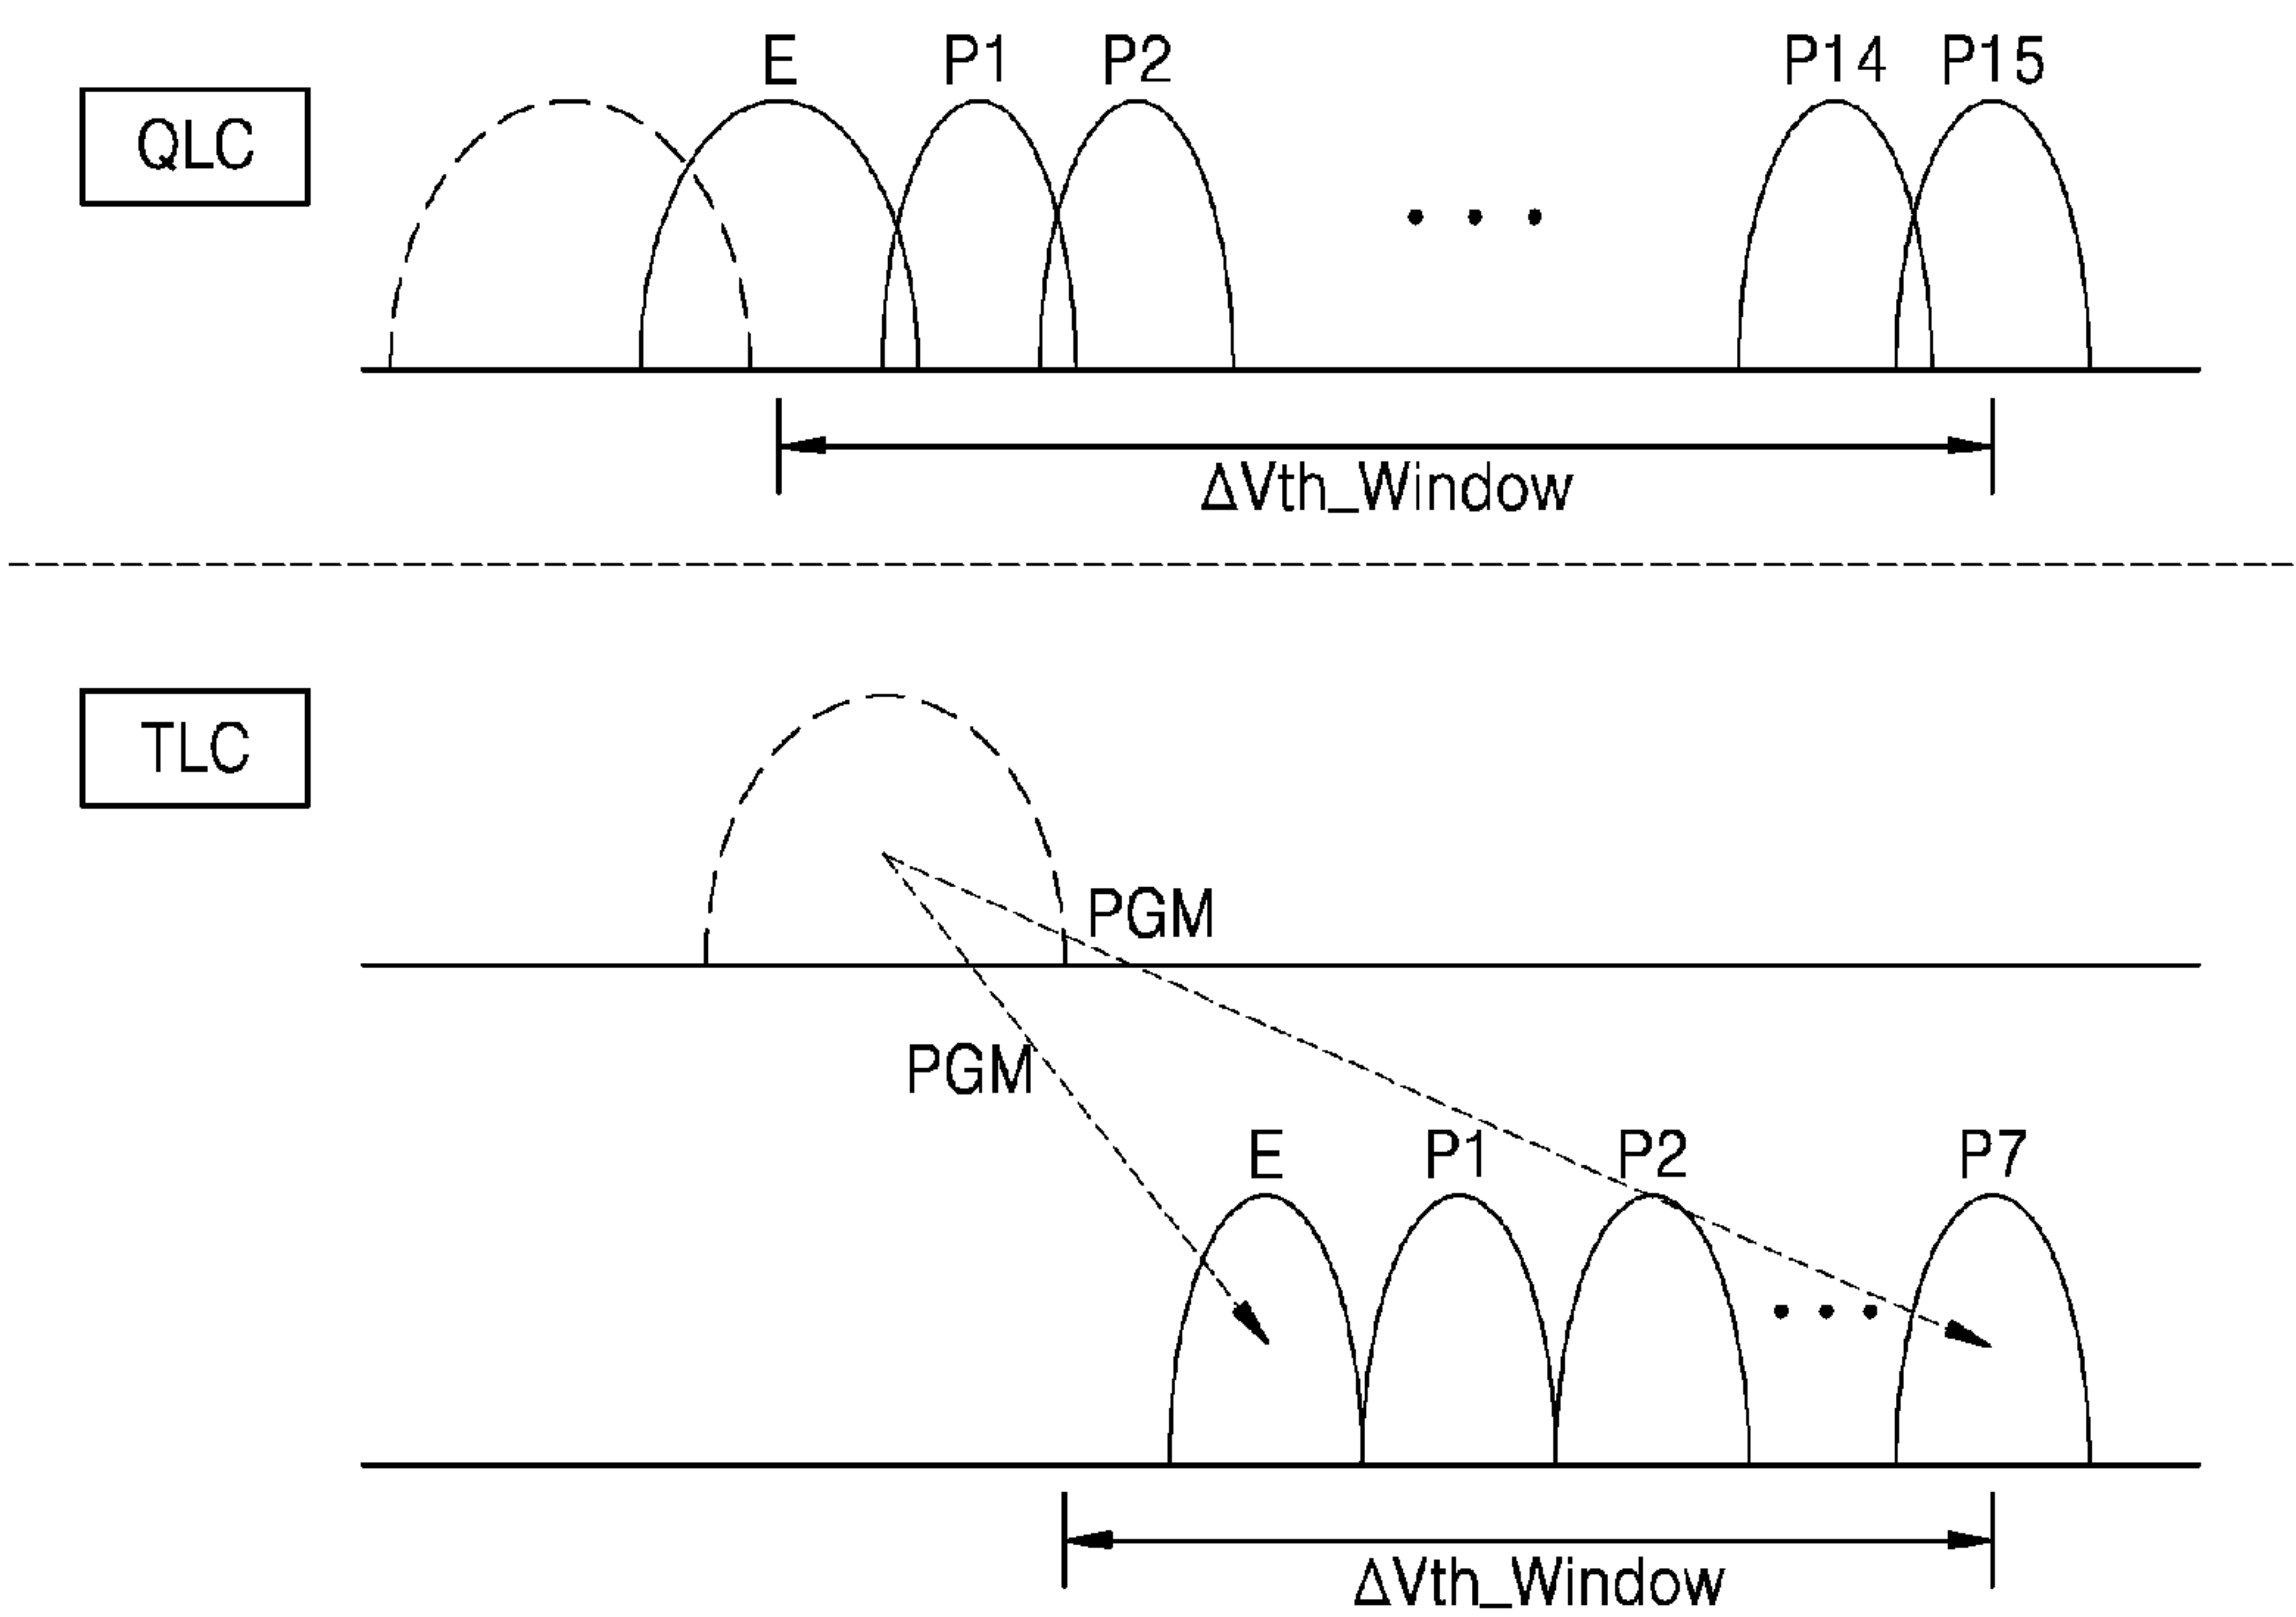 E P1 P2 P14 P15
QLC
• • •
ΔVth_Window
TLC
PGM
PGM
E P1 P2 P7
• • •
ΔVth_Window